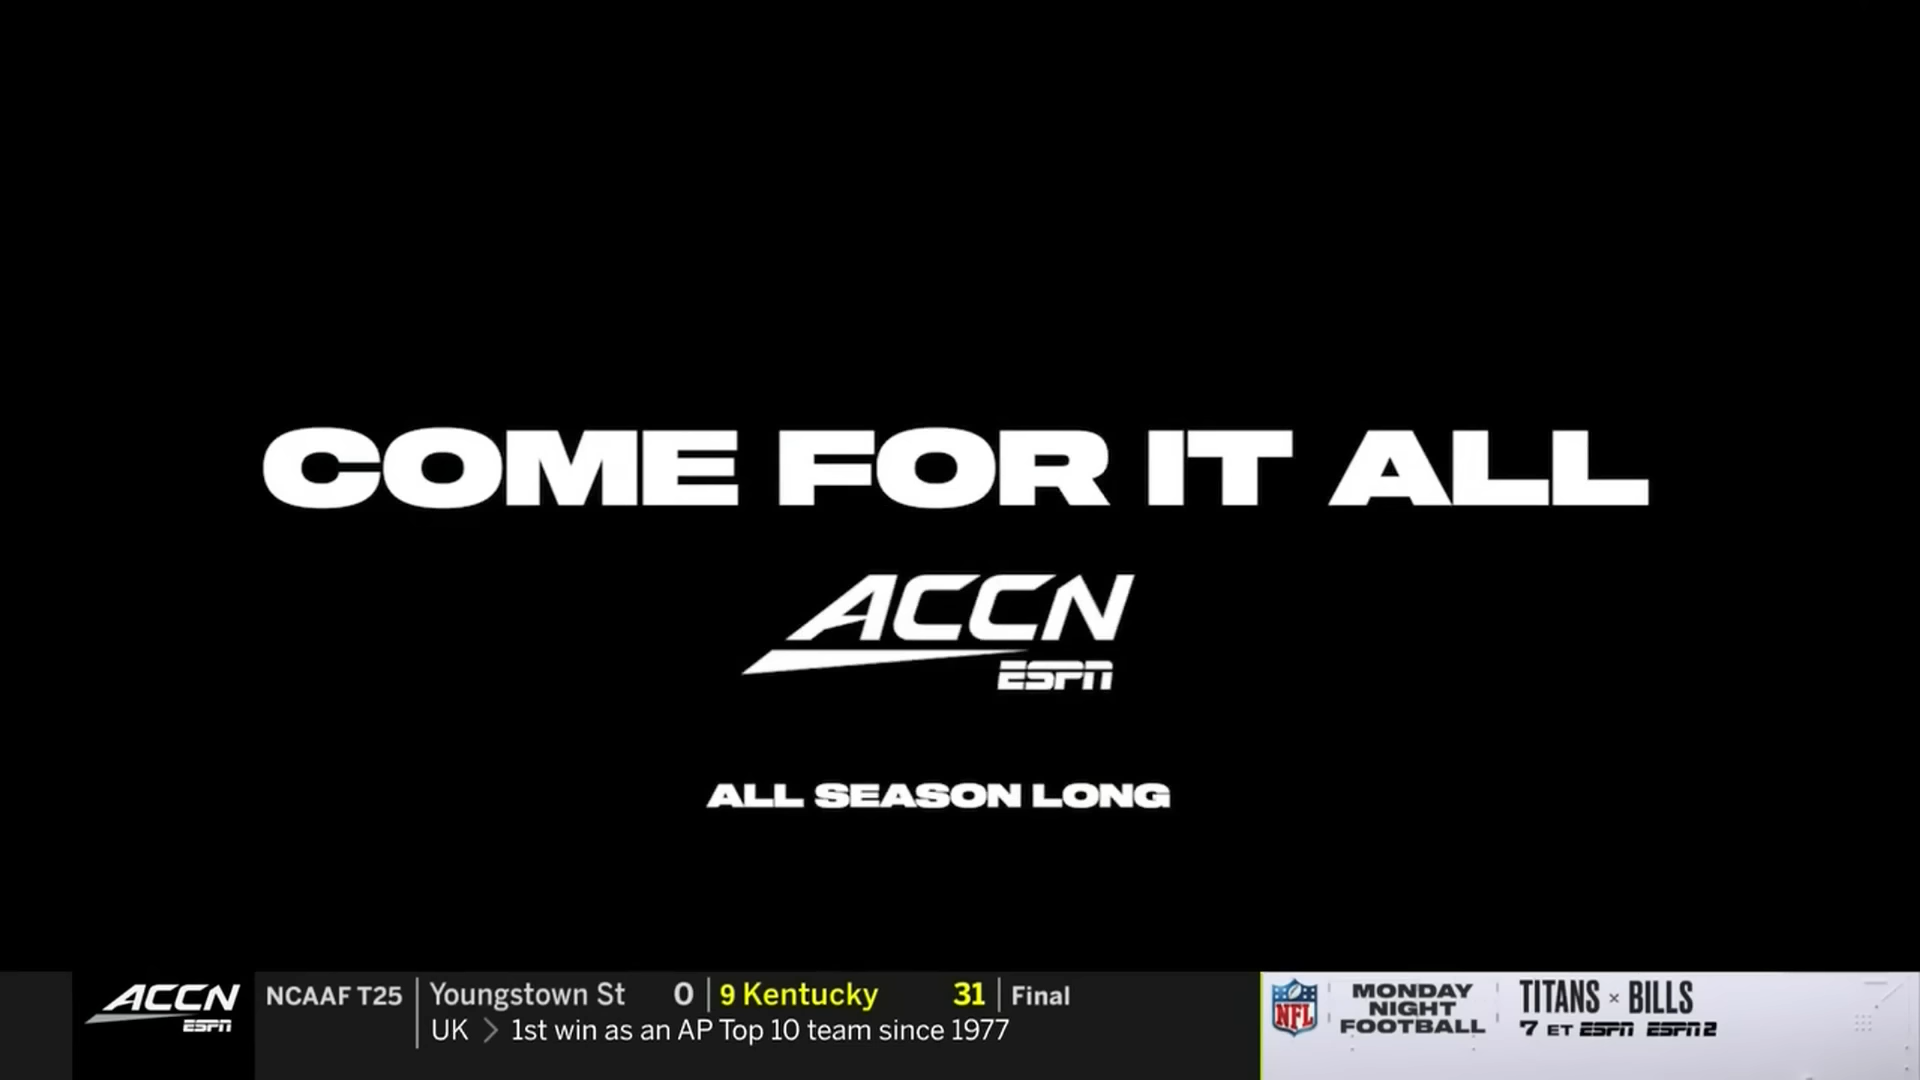 COME FOR IT ALL
ACCN
ESPN
ALL SEASON LONG
ACCN
ESPN
NCAAF T25
Youngstown St 0 9 Kentucky 31 Final
UK > 1st win as an AP Top 10 team since 1977
NFL
MONDAY
NIGHT
FOOTBALL
TITANS × BILLS
7 ET ESPN ESPN2